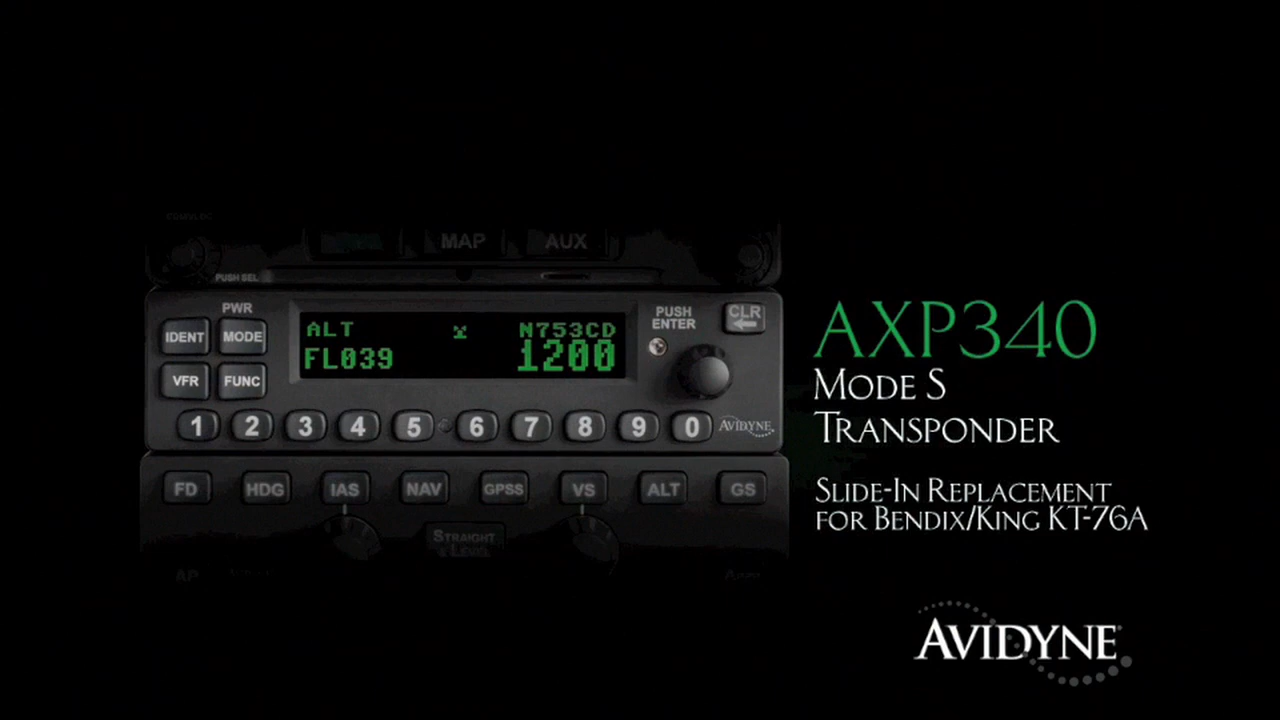 MAP AUX
PUSH SEL
PWR
IDENT MODE
VFR FUNC
ALT N753CD
FL039 1200
PUSH
ENTER
CLR
1 2 3 4 5 6 7 8 9 0 AVIDYNE
FD HDG IAS NAV GPSS VS ALT GS
STRAIGHT
& LEVEL
AP
AXP340
MODE S
TRANSPONDER
SLIDE-IN REPLACEMENT
FOR BENDIX/KING KT-76A
AVIDYNE